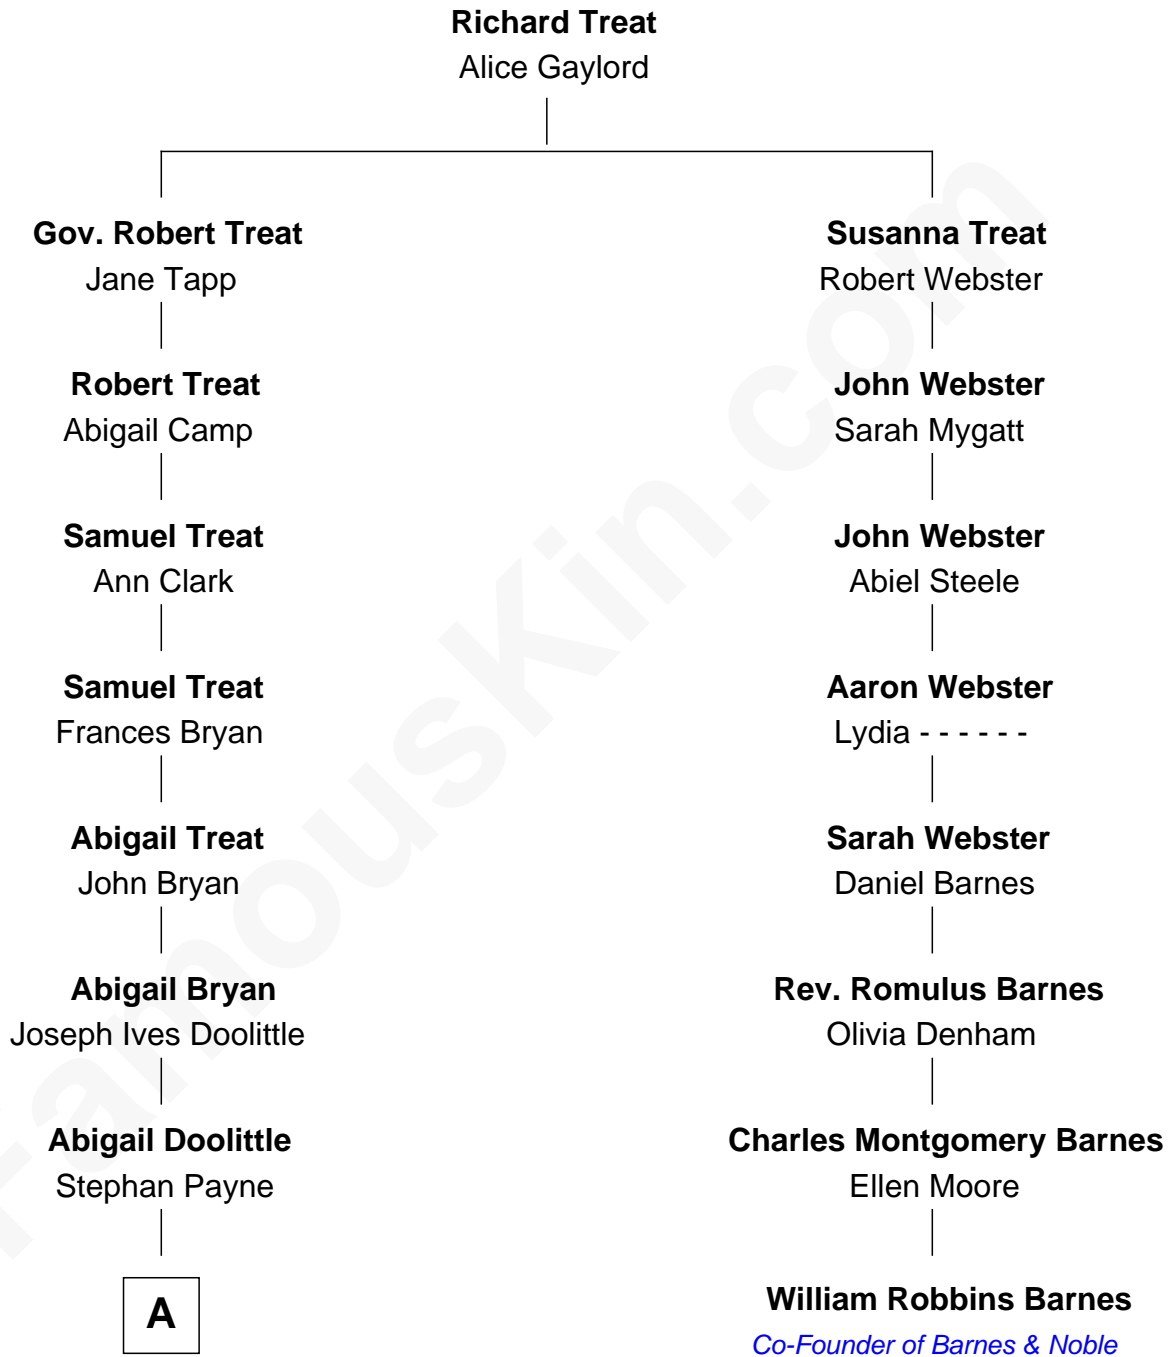 Richard Treat
Alice Gaylord
Gov. Robert Treat
Jane Tapp
Susanna Treat
Robert Webster
Robert Treat
Abigail Camp
John Webster
Sarah Mygatt
Samuel Treat
Ann Clark
John Webster
Abiel Steele
Samuel Treat
Frances Bryan
Aaron Webster
Lydia - - - - - -
Abigail Treat
John Bryan
Sarah Webster
Daniel Barnes
Abigail Bryan
Joseph Ives Doolittle
Rev. Romulus Barnes
Olivia Denham
Abigail Doolittle
Stephan Payne
Charles Montgomery Barnes
Ellen Moore
A
William Robbins Barnes
Co-Founder of Barnes & Noble
FamousKin.com